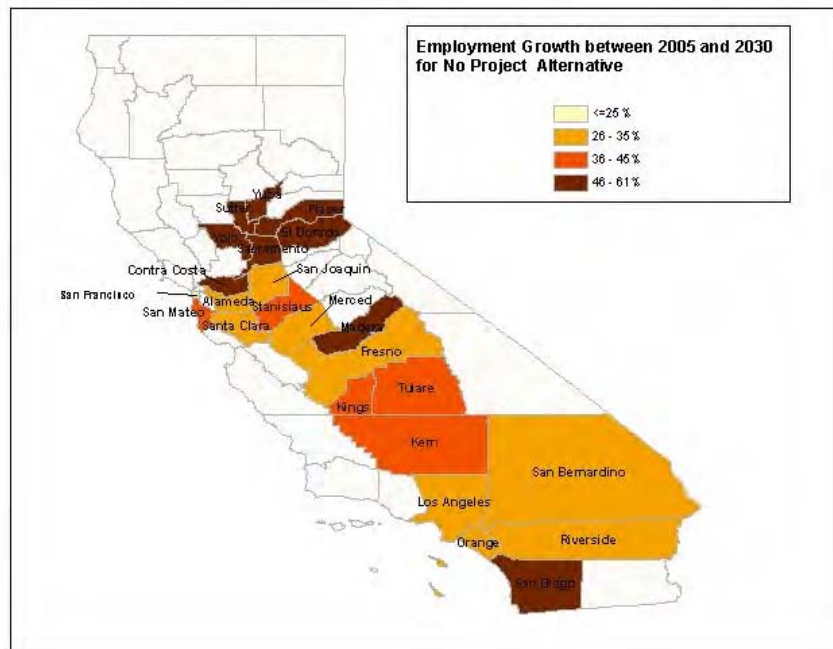 Employment Growth between 2005 and 2030
for No Project Alternative
<=25 %
26 - 35%
36 - 45%
46 - 61%
Yuba
Sutter
Placer
El Dorado
Yolo
Sacramento
Contra Costa
San Joaquin
San Francisco
Alameda
Stanislaus
Merced
San Mateo
Santa Clara
Madera
Fresno
Tulare
Kings
Kern
San Bernardino
Los Angeles
Orange
Riverside
San Diego